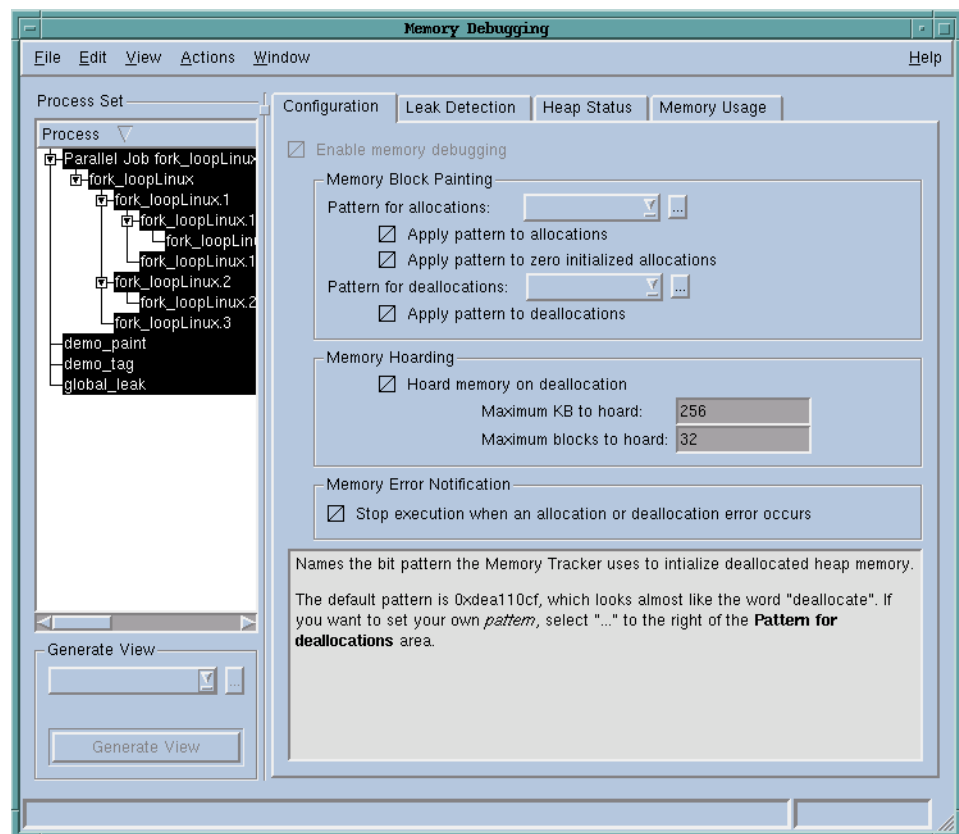 Memory Debugging
File Edit View Actions Window Help
Process Set
Process
Parallel Job fork_loopLinux
fork_loopLinux
fork_loopLinux.1
fork_loopLinux.1
fork_loopLinu
fork_loopLinux.1
fork_loopLinux.2
fork_loopLinux.2
fork_loopLinux.3
demo_paint
demo_tag
global_leak
Generate View
...
Generate View
Configuration Leak Detection Heap Status Memory Usage
Enable memory debugging
Memory Block Painting
Pattern for allocations: ...
Apply pattern to allocations
Apply pattern to zero initialized allocations
Pattern for deallocations: ...
Apply pattern to deallocations
Memory Hoarding
Hoard memory on deallocation
Maximum KB to hoard: 256
Maximum blocks to hoard: 32
Memory Error Notification
Stop execution when an allocation or deallocation error occurs
Names the bit pattern the Memory Tracker uses to intialize deallocated heap memory.
The default pattern is 0xdea110cf, which looks almost like the word "deallocate". If
you want to set your own pattern, select "..." to the right of the Pattern for
deallocations area.